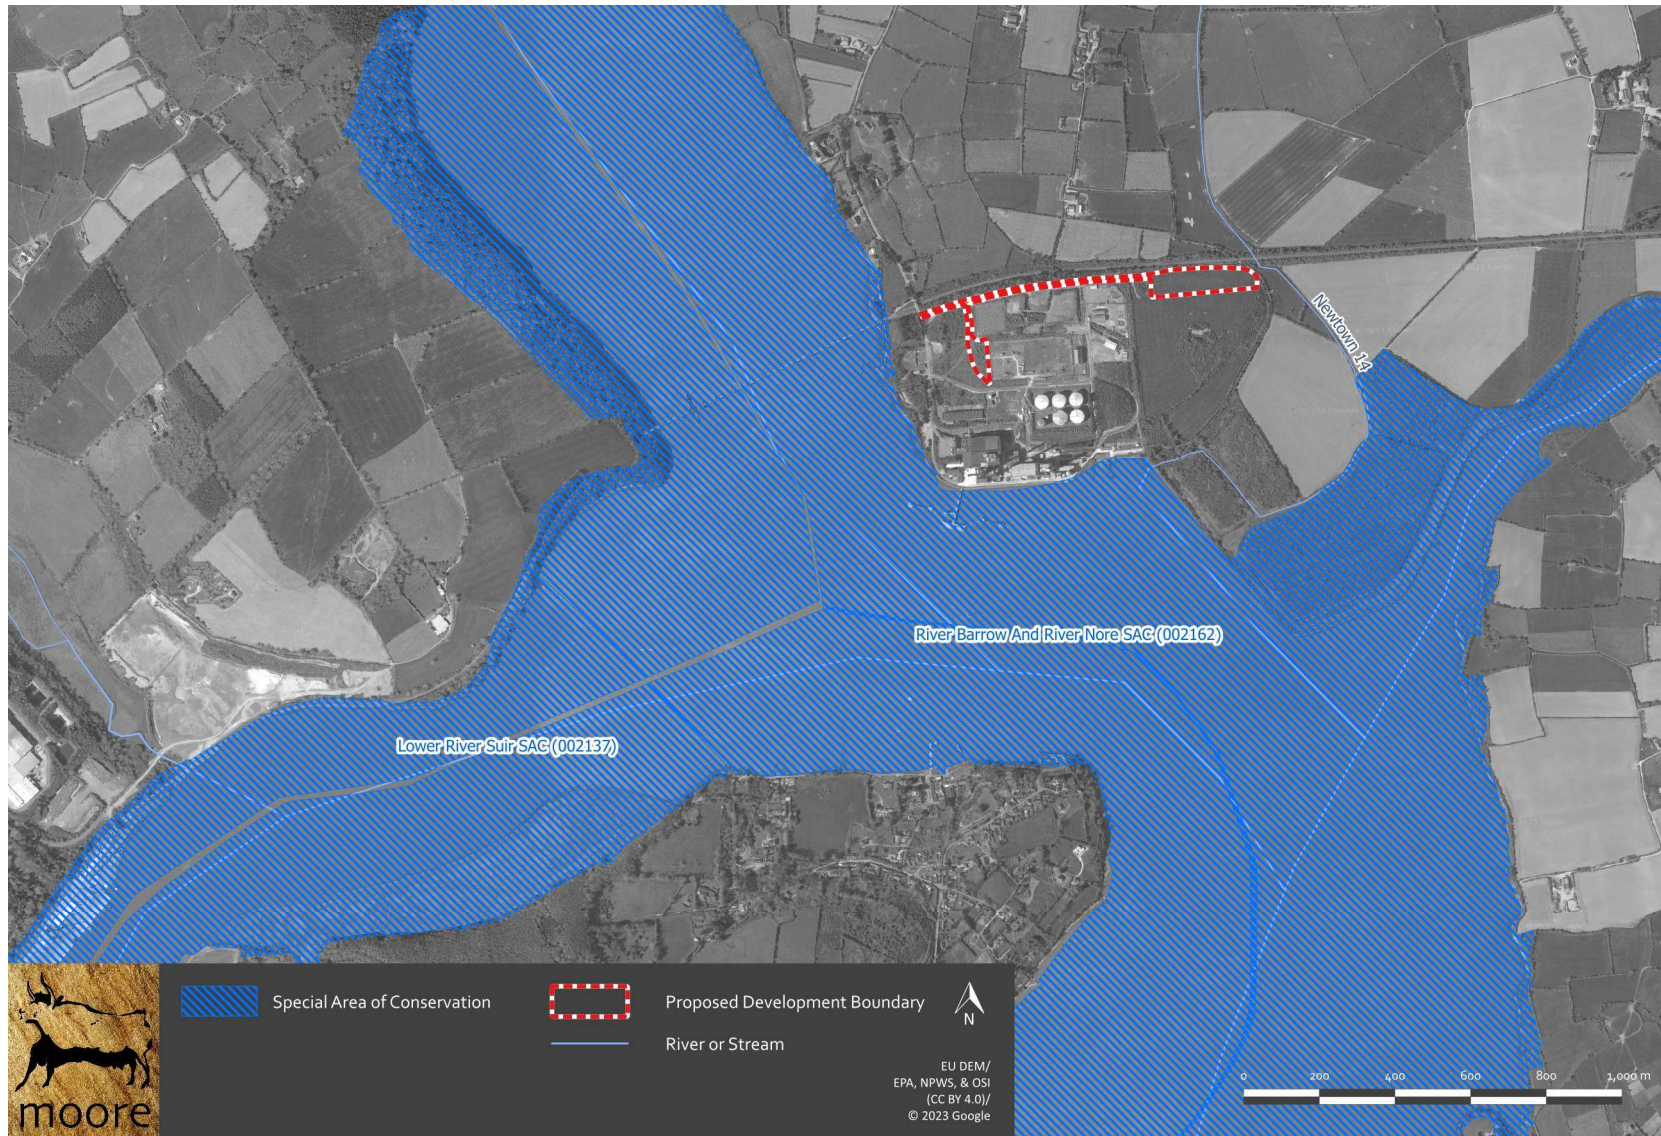 Newtown 14
River Barrow And River Nore SAC (002162)
Lower River Suir SAC (002137)
Special Area of Conservation
Proposed Development Boundary
N
River or Stream
EU DEM/
EPA, NPWS, & OSI
(CC BY 4.0)/
© 2023 Google
0 200 400 600 800 1,000 m
moore